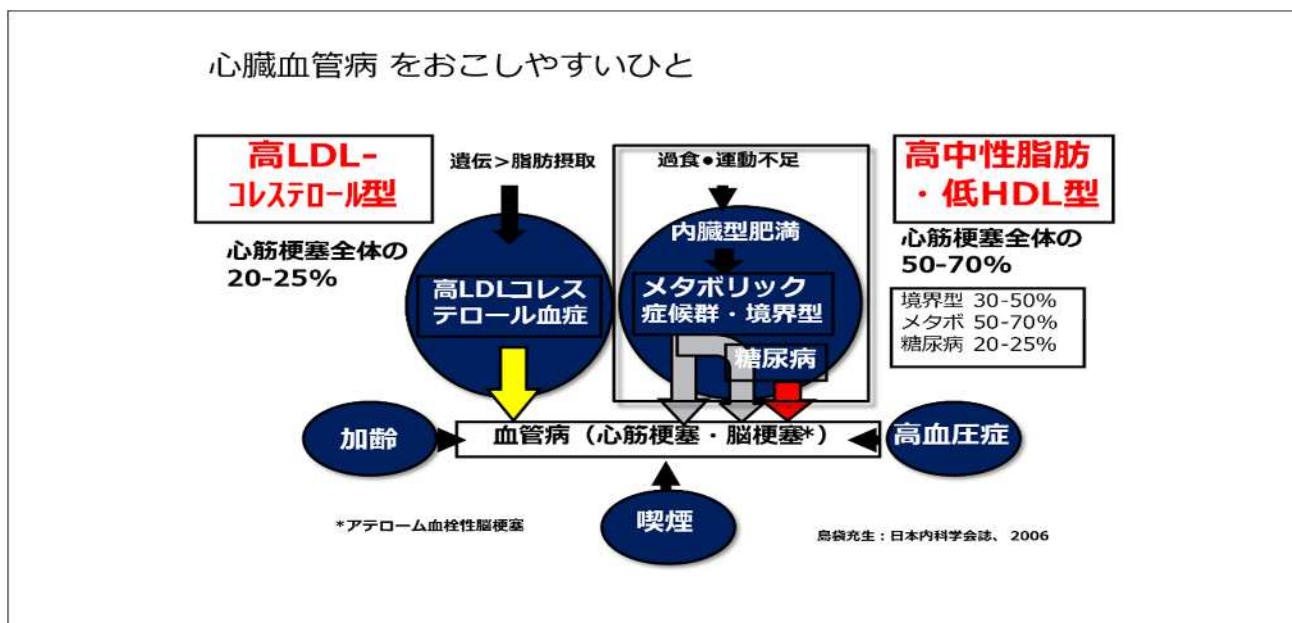 心臓血管病 をおこしやすいひと
高LDL-
コレステロール型
心筋梗塞全体の
20-25%
遺伝>脂肪摂取
高LDLコレス
テロール血症
過食●運動不足
内臓型肥満
メタボリック
症候群・境界型
糖尿病
高中性脂肪
・低HDL型
心筋梗塞全体の
50-70%
境界型 30-50%
メタボ 50-70%
糖尿病 20-25%
加齢
血管病（心筋梗塞・脳梗塞*）
高血圧症
喫煙
*アテローム血栓性脳梗塞
島袋充生：日本内科学会誌、2006